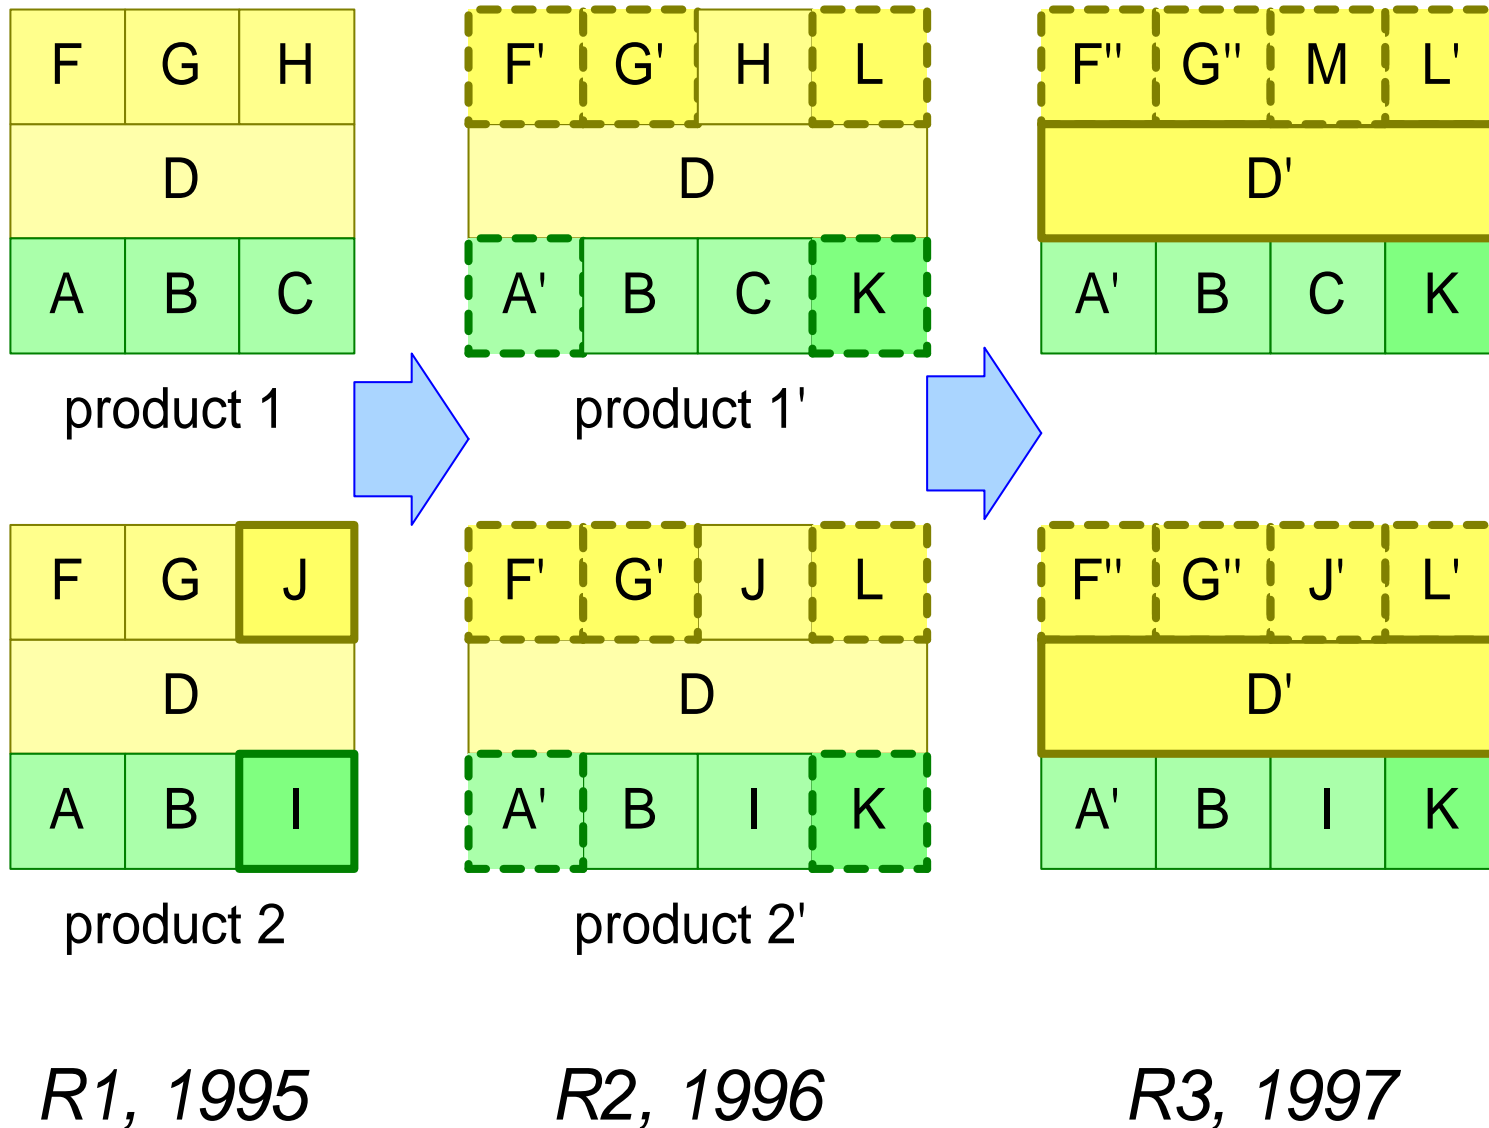 F G H
D
A B C
product 1
F' G' H L
D
A' B C K
product 1'
F'' G'' M L'
D'
A' B C K
F G J
D
A B I
product 2
F' G' J L
D
A' B I K
product 2'
F'' G'' J' L'
D'
A' B I K
R1, 1995
R2, 1996
R3, 1997